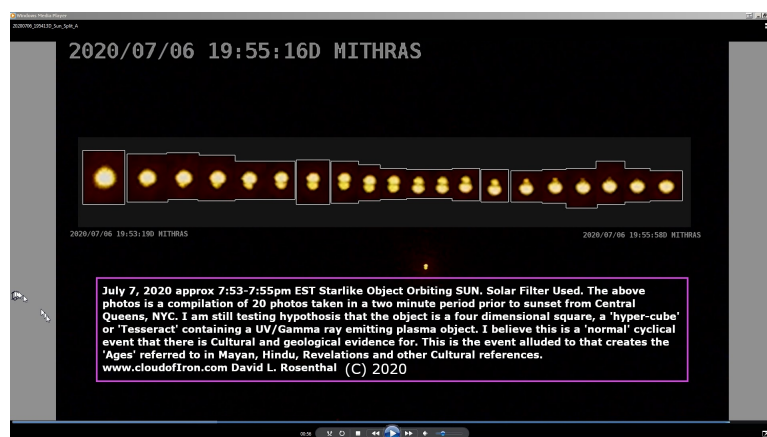 Windows Media Player
20200706_195413D_Sun_Split_A
2020/07/06 19:55:16D MITHRAS
2020/07/06 19:53:19D MITHRAS
2020/07/06 19:55:58D MITHRAS
July 7, 2020 approx 7:53-7:55pm EST Starlike Object Orbiting SUN. Solar Filter Used. The above
photos is a compilation of 20 photos taken in a two minute period prior to sunset from Central
Queens, NYC. I am still testing hypothosis that the object is a four dimensional square, a 'hyper-cube'
or 'Tesseract' containing a UV/Gamma ray emitting plasma object. I believe this is a 'normal' cyclical
event that there is Cultural and geological evidence for. This is the event alluded to that creates the
'Ages' referred to in Mayan, Hindu, Revelations and other Cultural references.
www.cloudofIron.com David L. Rosenthal (C) 2020
00:56